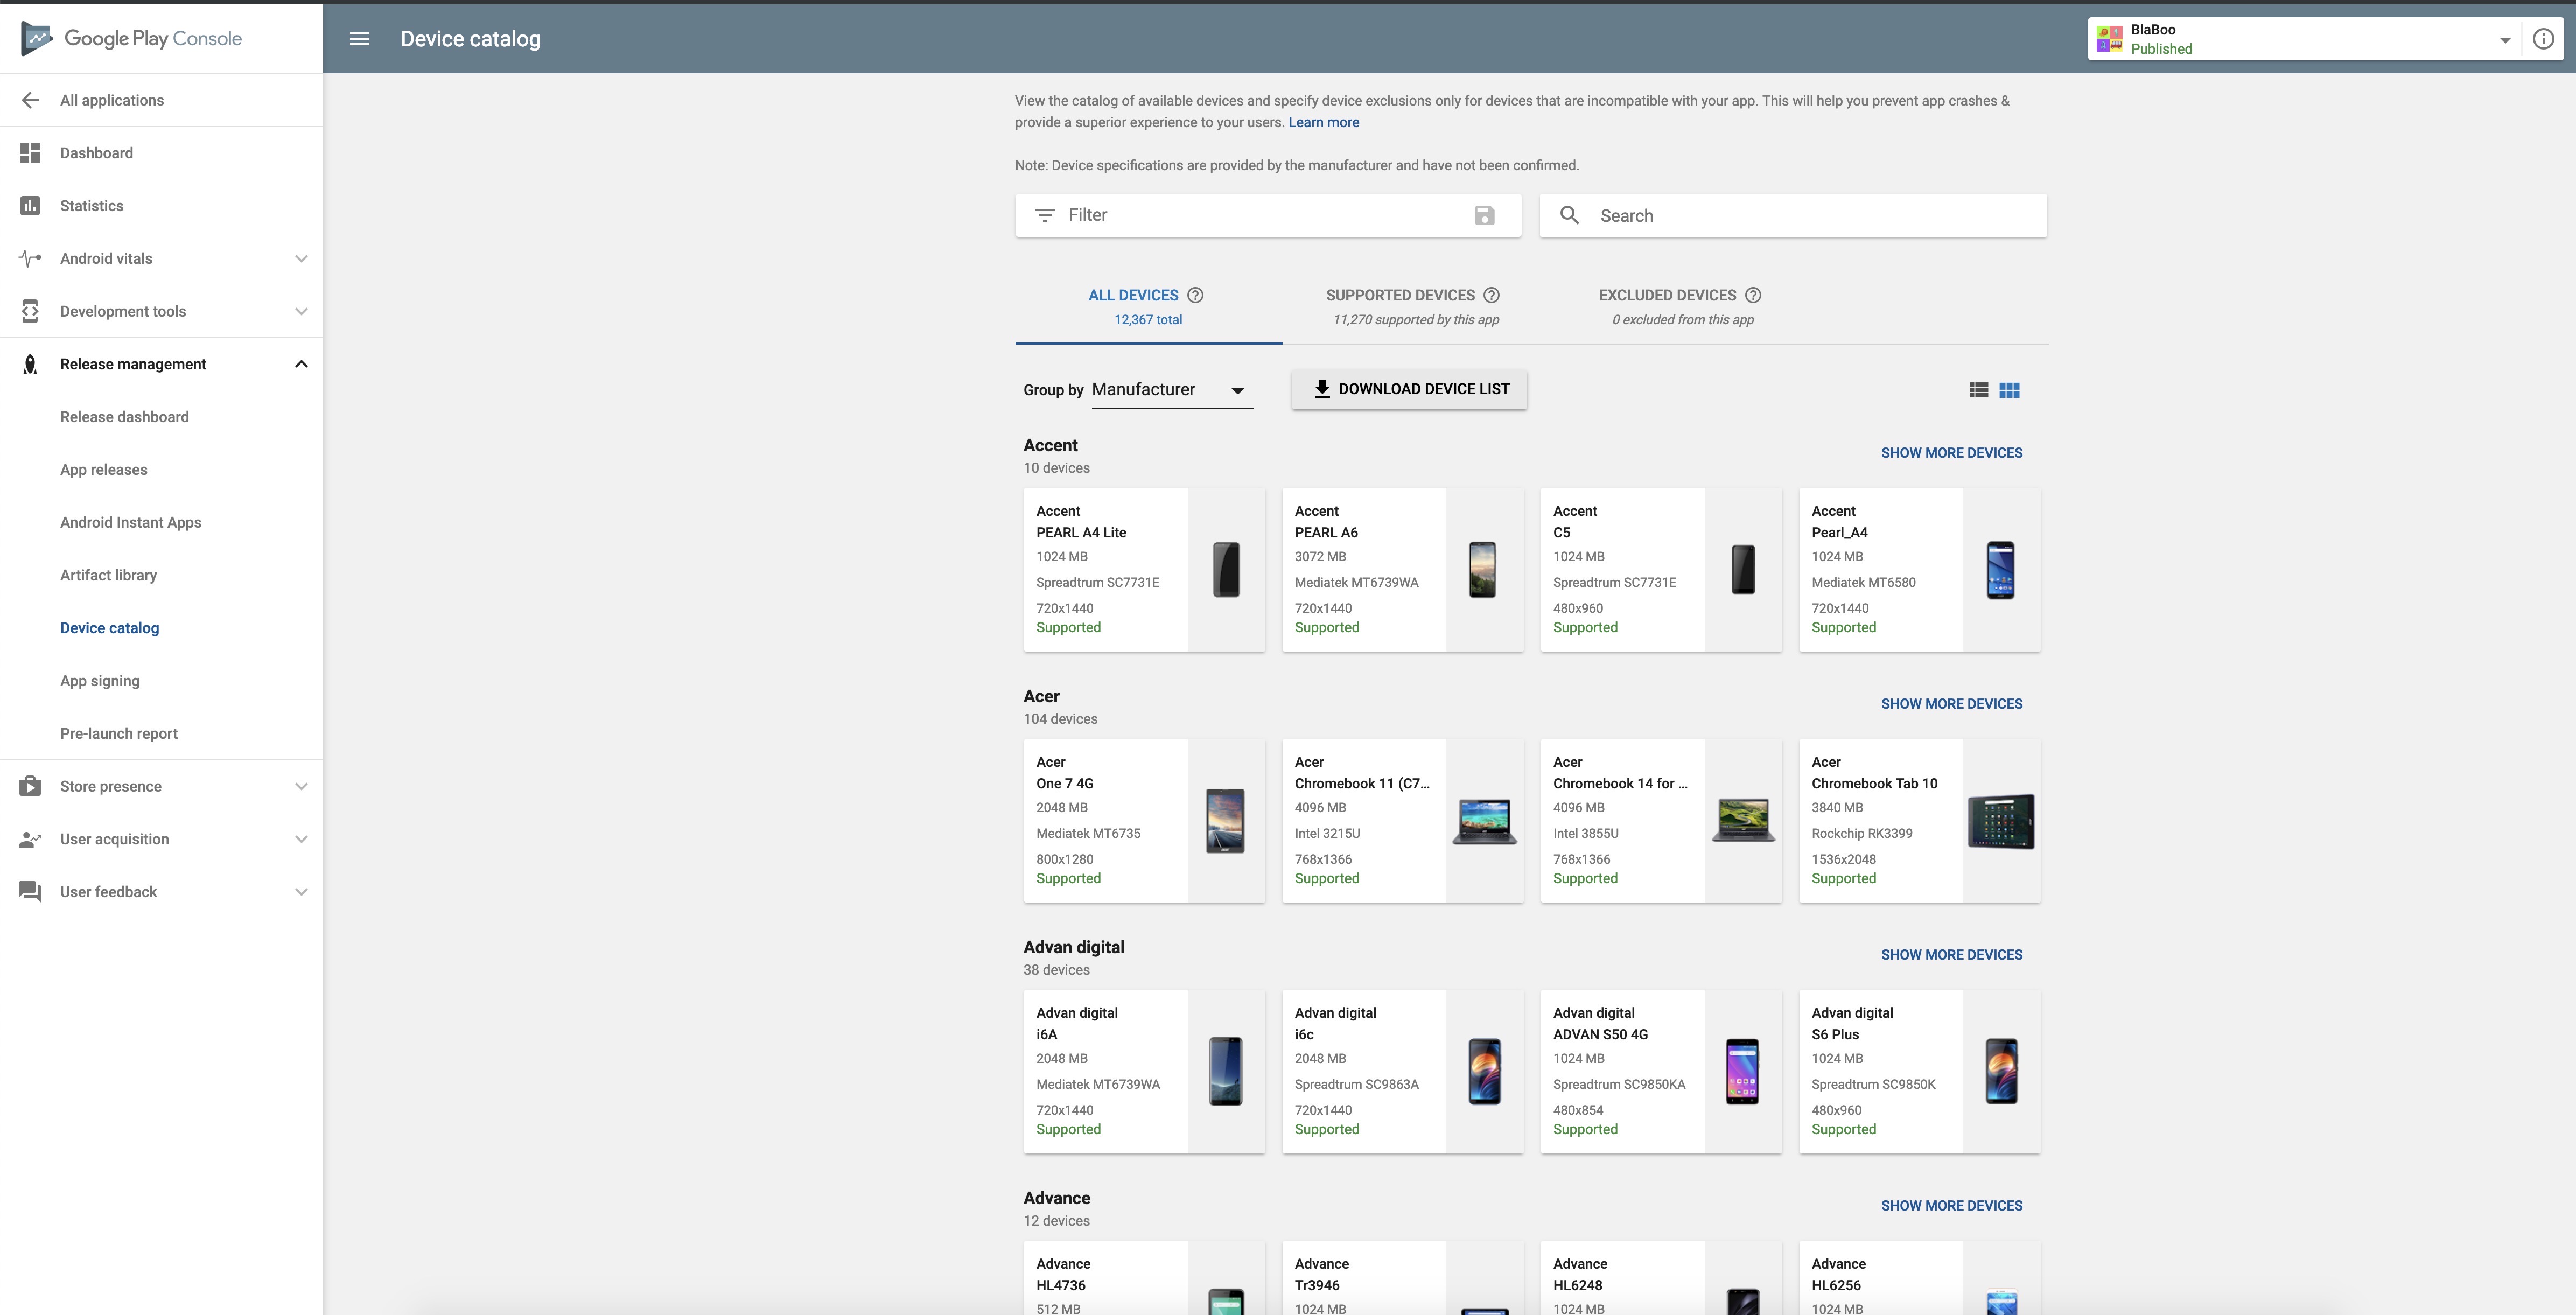 Google Play Console
Device catalog
BlaBoo
Published
All applications
Dashboard
Statistics
Android vitals
Development tools
Release management
Release dashboard
App releases
Android Instant Apps
Artifact library
Device catalog
App signing
Pre-launch report
Store presence
User acquisition
User feedback
View the catalog of available devices and specify device exclusions only for devices that are incompatible with your app. This will help you prevent app crashes &
provide a superior experience to your users. Learn more
Note: Device specifications are provided by the manufacturer and have not been confirmed.
Filter
Search
ALL DEVICES
12,367 total
SUPPORTED DEVICES
11,270 supported by this app
EXCLUDED DEVICES
0 excluded from this app
Group by Manufacturer
DOWNLOAD DEVICE LIST
Accent
10 devices
SHOW MORE DEVICES
Accent
PEARL A4 Lite
1024 MB
Spreadtrum SC7731E
720x1440
Supported
Accent
PEARL A6
3072 MB
Mediatek MT6739WA
720x1440
Supported
Accent
C5
1024 MB
Spreadtrum SC7731E
480x960
Supported
Accent
Pearl_A4
1024 MB
Mediatek MT6580
720x1440
Supported
Acer
104 devices
SHOW MORE DEVICES
Acer
One 7 4G
2048 MB
Mediatek MT6735
800x1280
Supported
Acer
Chromebook 11 (C7...
4096 MB
Intel 3215U
768x1366
Supported
Acer
Chromebook 14 for ...
4096 MB
Intel 3855U
768x1366
Supported
Acer
Chromebook Tab 10
3840 MB
Rockchip RK3399
1536x2048
Supported
Advan digital
38 devices
SHOW MORE DEVICES
Advan digital
i6A
2048 MB
Mediatek MT6739WA
720x1440
Supported
Advan digital
i6c
2048 MB
Spreadtrum SC9863A
720x1440
Supported
Advan digital
ADVAN S50 4G
1024 MB
Spreadtrum SC9850KA
480x854
Supported
Advan digital
S6 Plus
1024 MB
Spreadtrum SC9850K
480x960
Supported
Advance
12 devices
SHOW MORE DEVICES
Advance
HL4736
512 MB
Advance
Tr3946
1024 MB
Advance
HL6248
1024 MB
Advance
HL6256
1024 MB